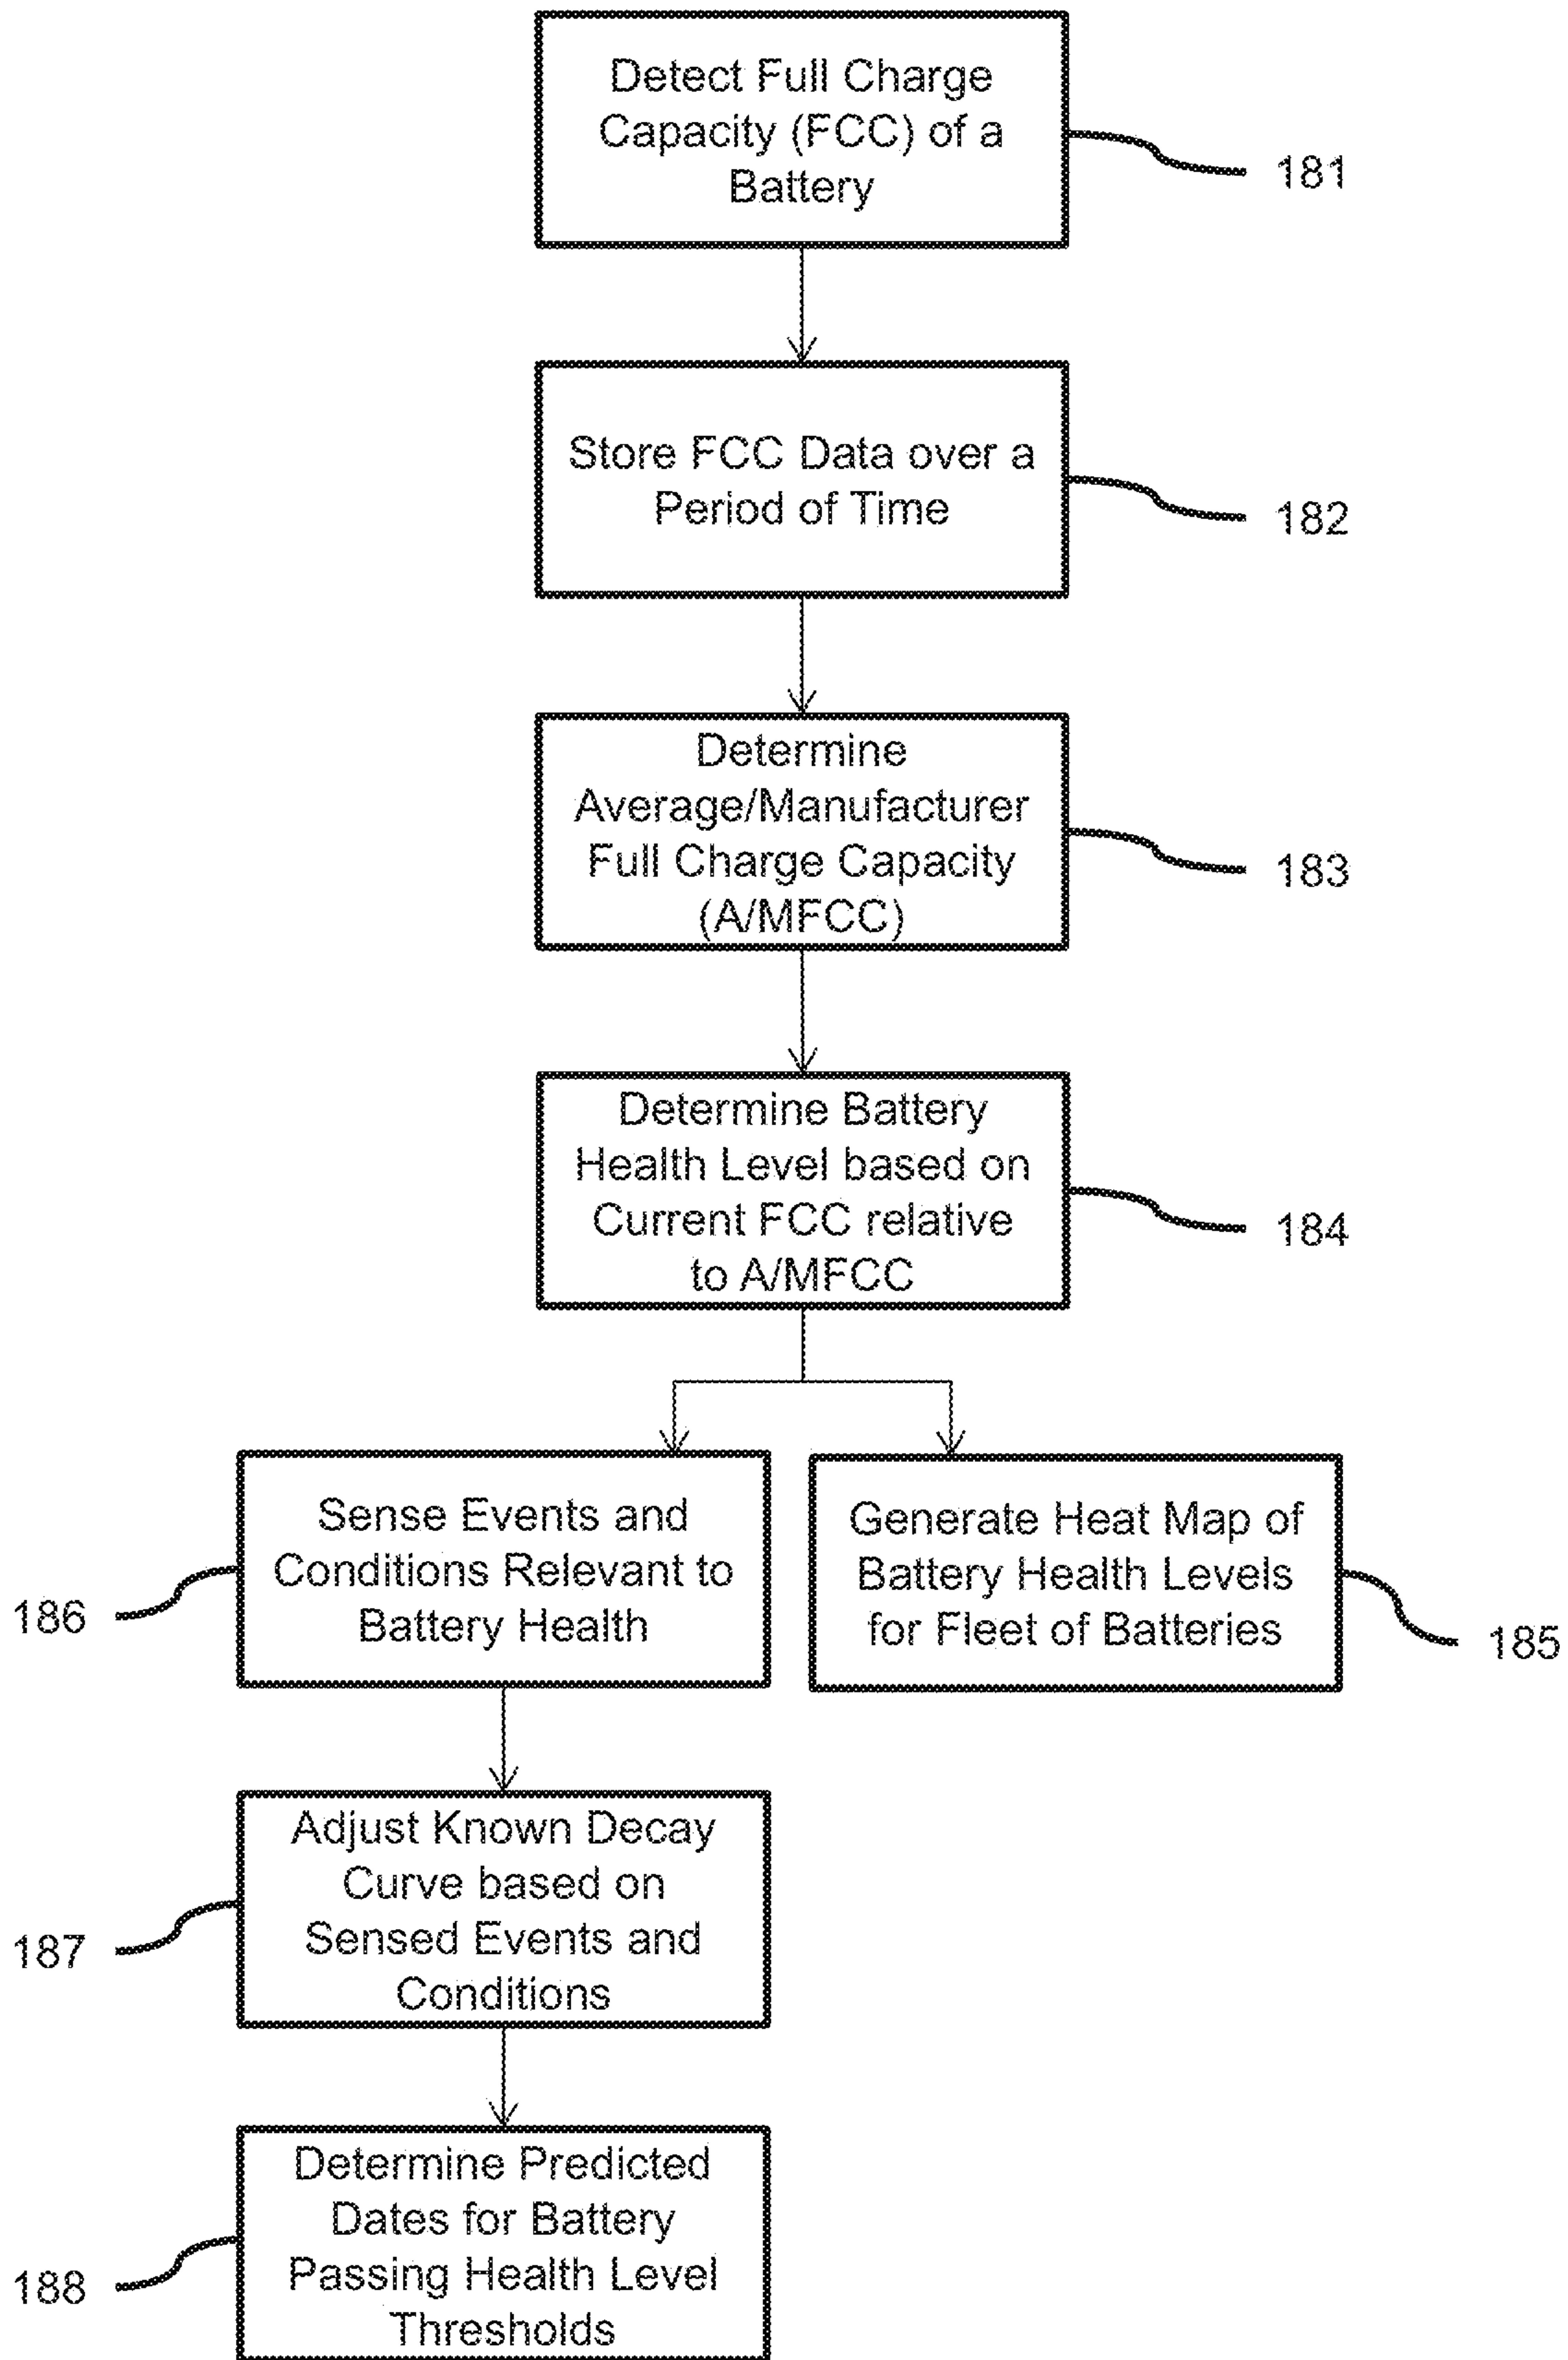 Detect Full Charge
Capacity (FCC) of a
Battery
181
Store FCC Data over a
Period of Time
182
Determine
Average/Manufacturer
Full Charge Capacity
(A/MFCC)
183
Determine Battery
Health Level based on
Current FCC relative
to A/MFCC
184
Sense Events and
Conditions Relevant to
Battery Health
186
Generate Heat Map of
Battery Health Levels
for Fleet of Batteries
185
Adjust Known Decay
Curve based on
Sensed Events and
Conditions
187
Determine Predicted
Dates for Battery
Passing Health Level
Thresholds
188